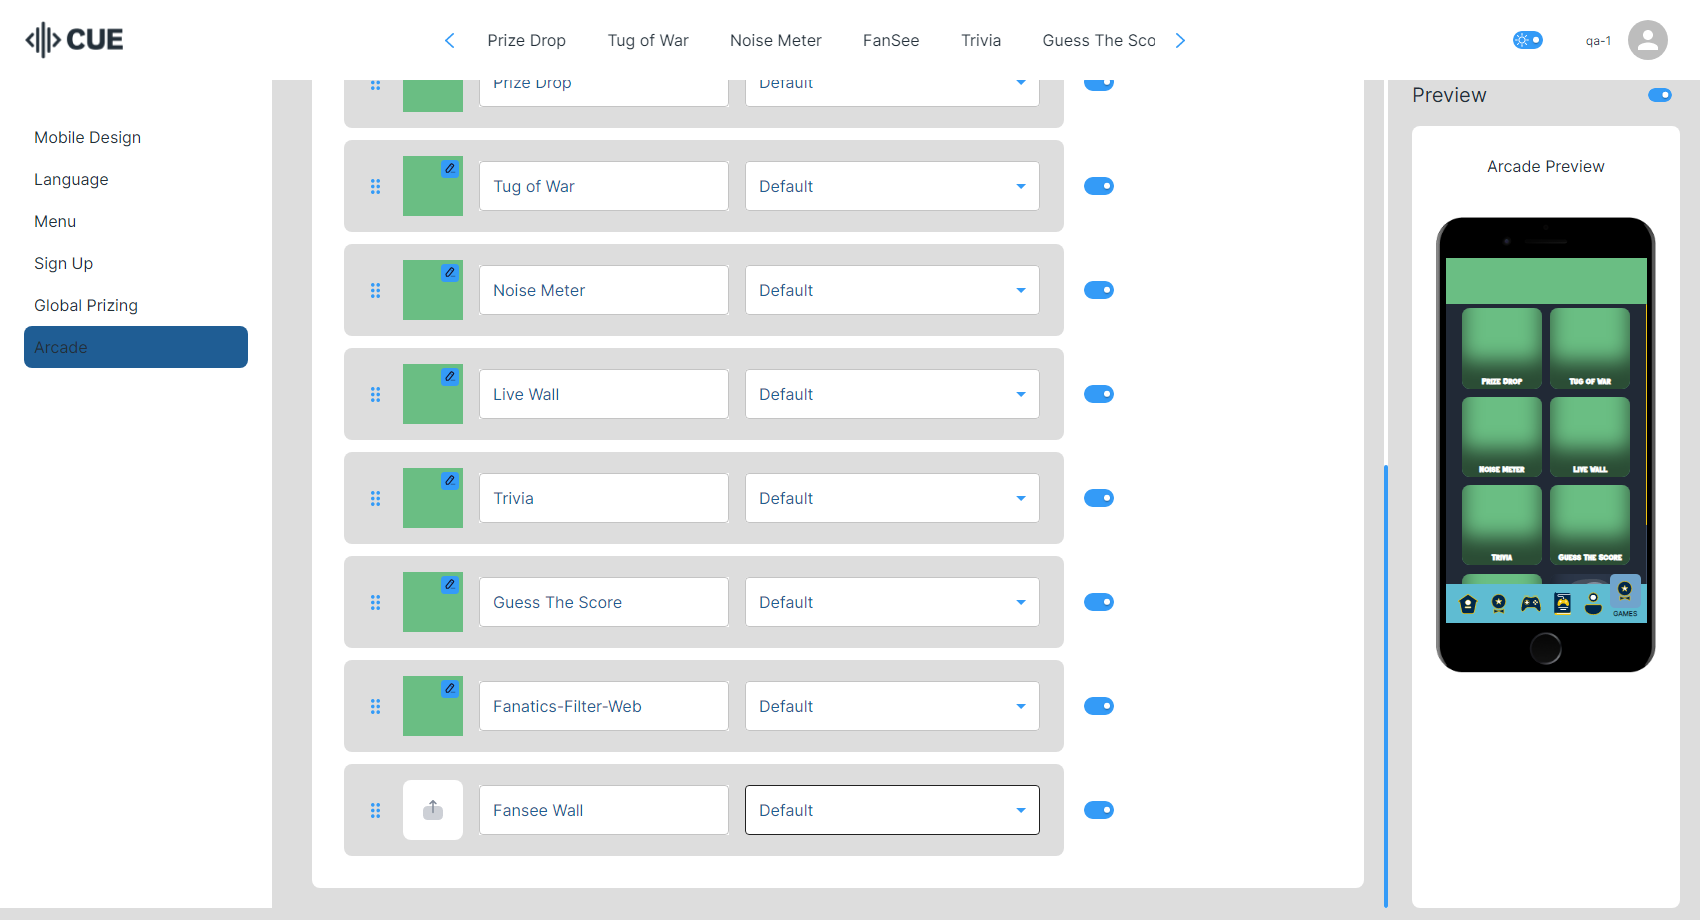 CUE
Prize Drop
Tug of War
Noise Meter
FanSee
Trivia
Guess The Sco
qa-1
Mobile Design
Language
Menu
Sign Up
Global Prizing
Arcade
Prize Drop
Default
Tug of War
Default
Noise Meter
Default
Live Wall
Default
Trivia
Default
Guess The Score
Default
Fanatics-Filter-Web
Default
Fansee Wall
Default
Preview
Arcade Preview
Prize Drop
Tug of War
Noise Meter
Live Wall
Trivia
Guess The Score
GAMES